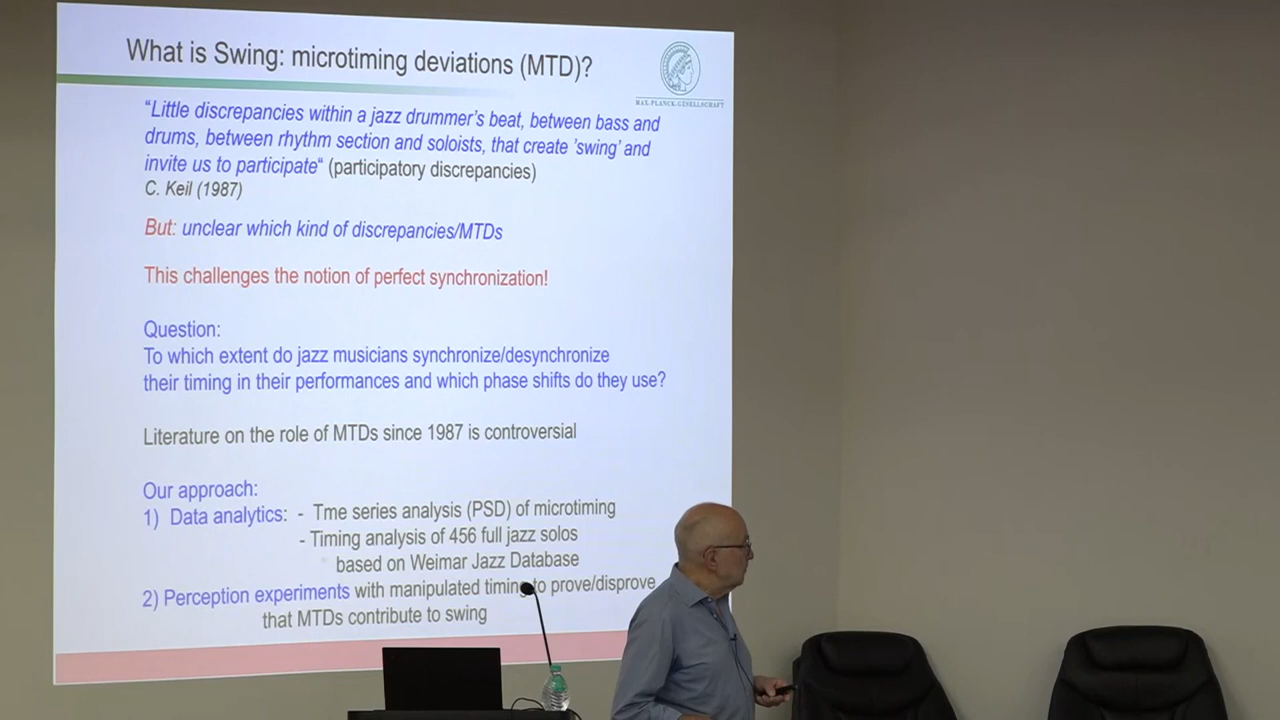 What is Swing: microtiming deviations (MTD)?
MAX-PLANCK-GESELLSCHAFT
“Little discrepancies within a jazz drummer’s beat, between bass and
drums, between rhythm section and soloists, that create ’swing’ and
invite us to participate“ (participatory discrepancies)
C. Keil (1987)
But: unclear which kind of discrepancies/MTDs
This challenges the notion of perfect synchronization!
Question:
To which extent do jazz musicians synchronize/desynchronize
their timing in their performances and which phase shifts do they use?
Literature on the role of MTDs since 1987 is controversial
Our approach:
1) Data analytics: - Tme series analysis (PSD) of microtiming
- Timing analysis of 456 full jazz solos
based on Weimar Jazz Database
2) Perception experiments with manipulated timing to prove/disprove
that MTDs contribute to swing